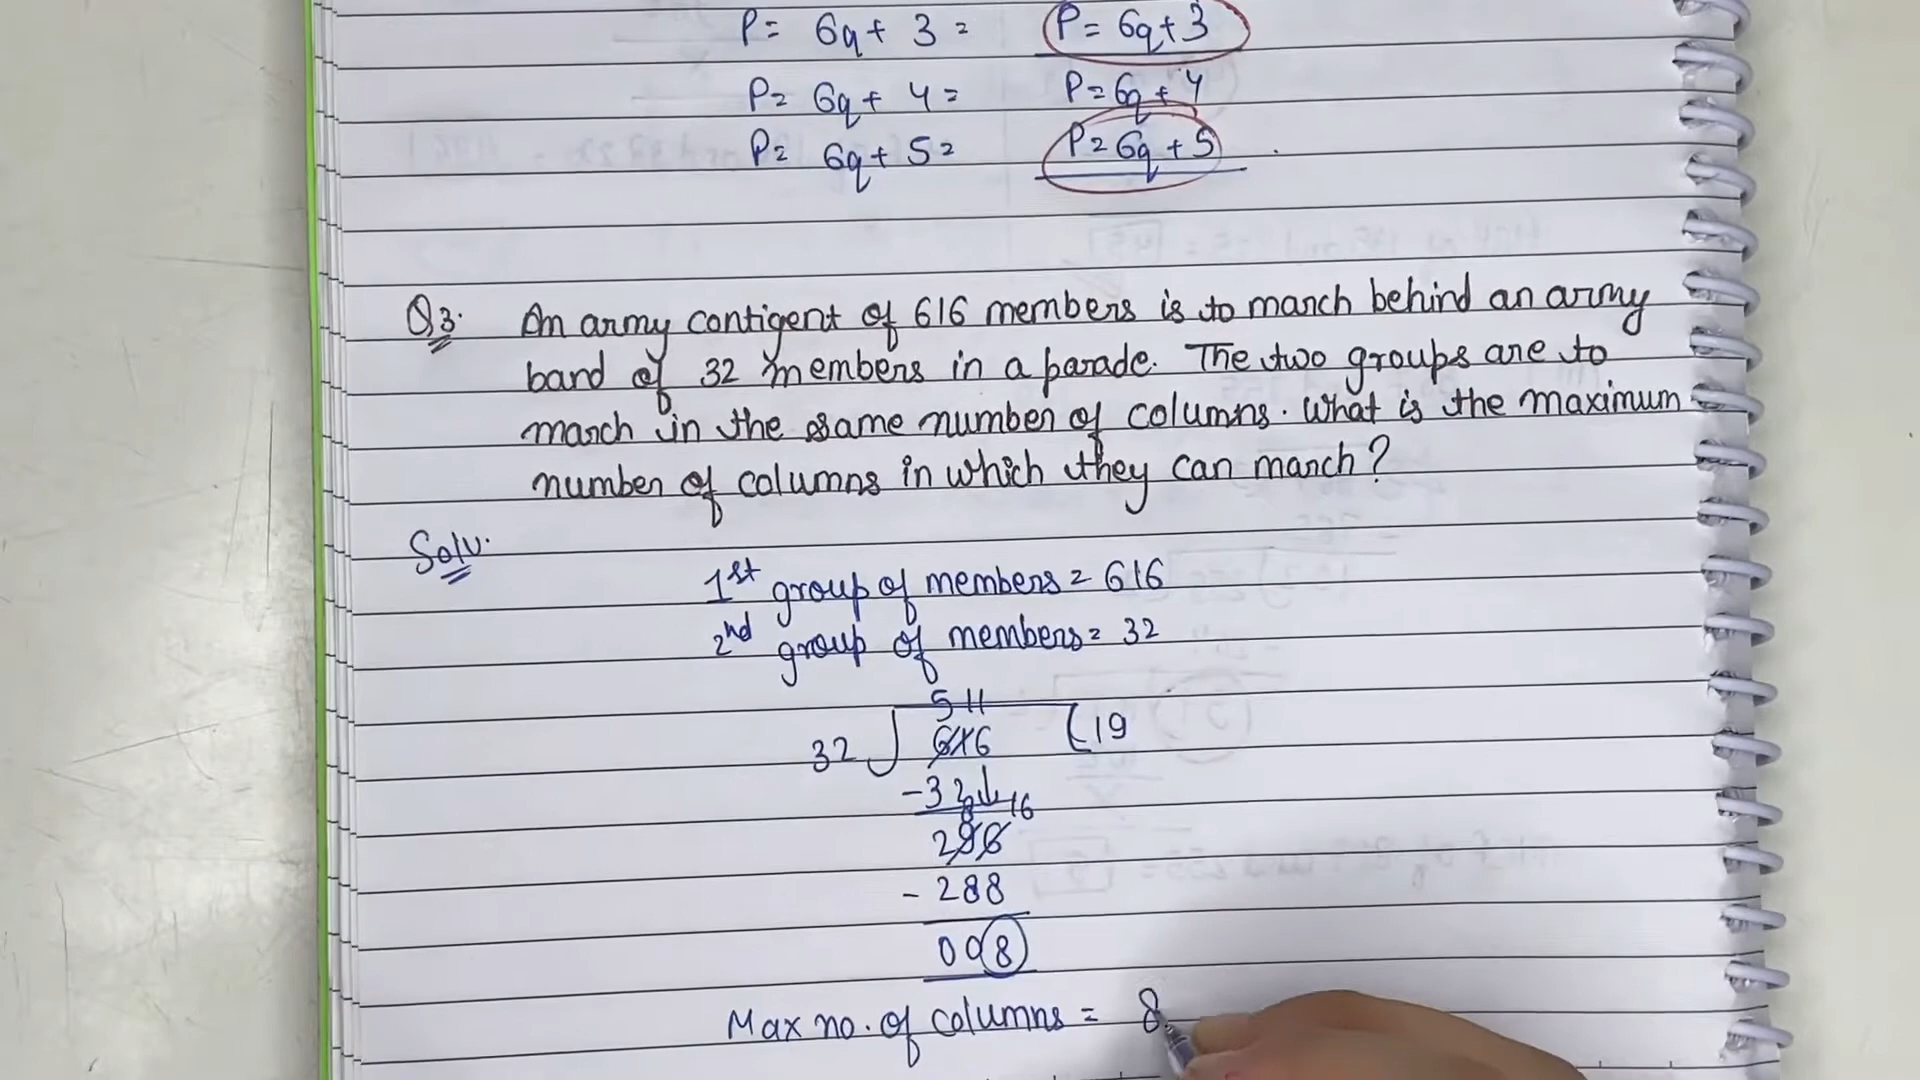 P= 6q+ 3 = P= 6q+3
P= 6q+ 4= P=6q+ 4
P= 6q+ 5= P= 6q+5
Q3. An army contigent of 616 members is to march behind an army
band of 32 members in a parade. The two groups are to
march in the same number of columns. What is the maximum
number of columns in which they can march?
Solu.
1st group of members = 616
2nd group of members = 32
5 11
32 616 19
-32
8 16
296
- 288
008
Max no. of columns = 8